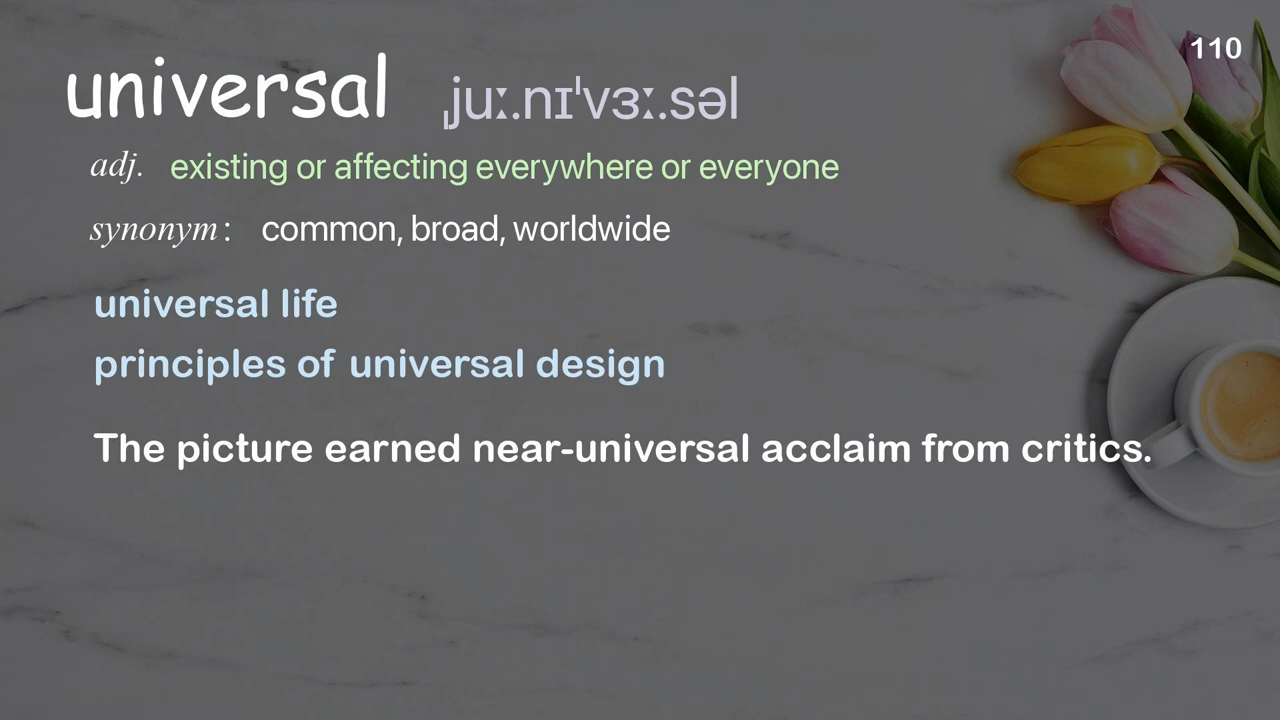 110
universal ˌjuː.nɪˈvɜː.səl
adj. existing or affecting everywhere or everyone
synonym: common, broad, worldwide
universal life
principles of universal design
The picture earned near-universal acclaim from critics.